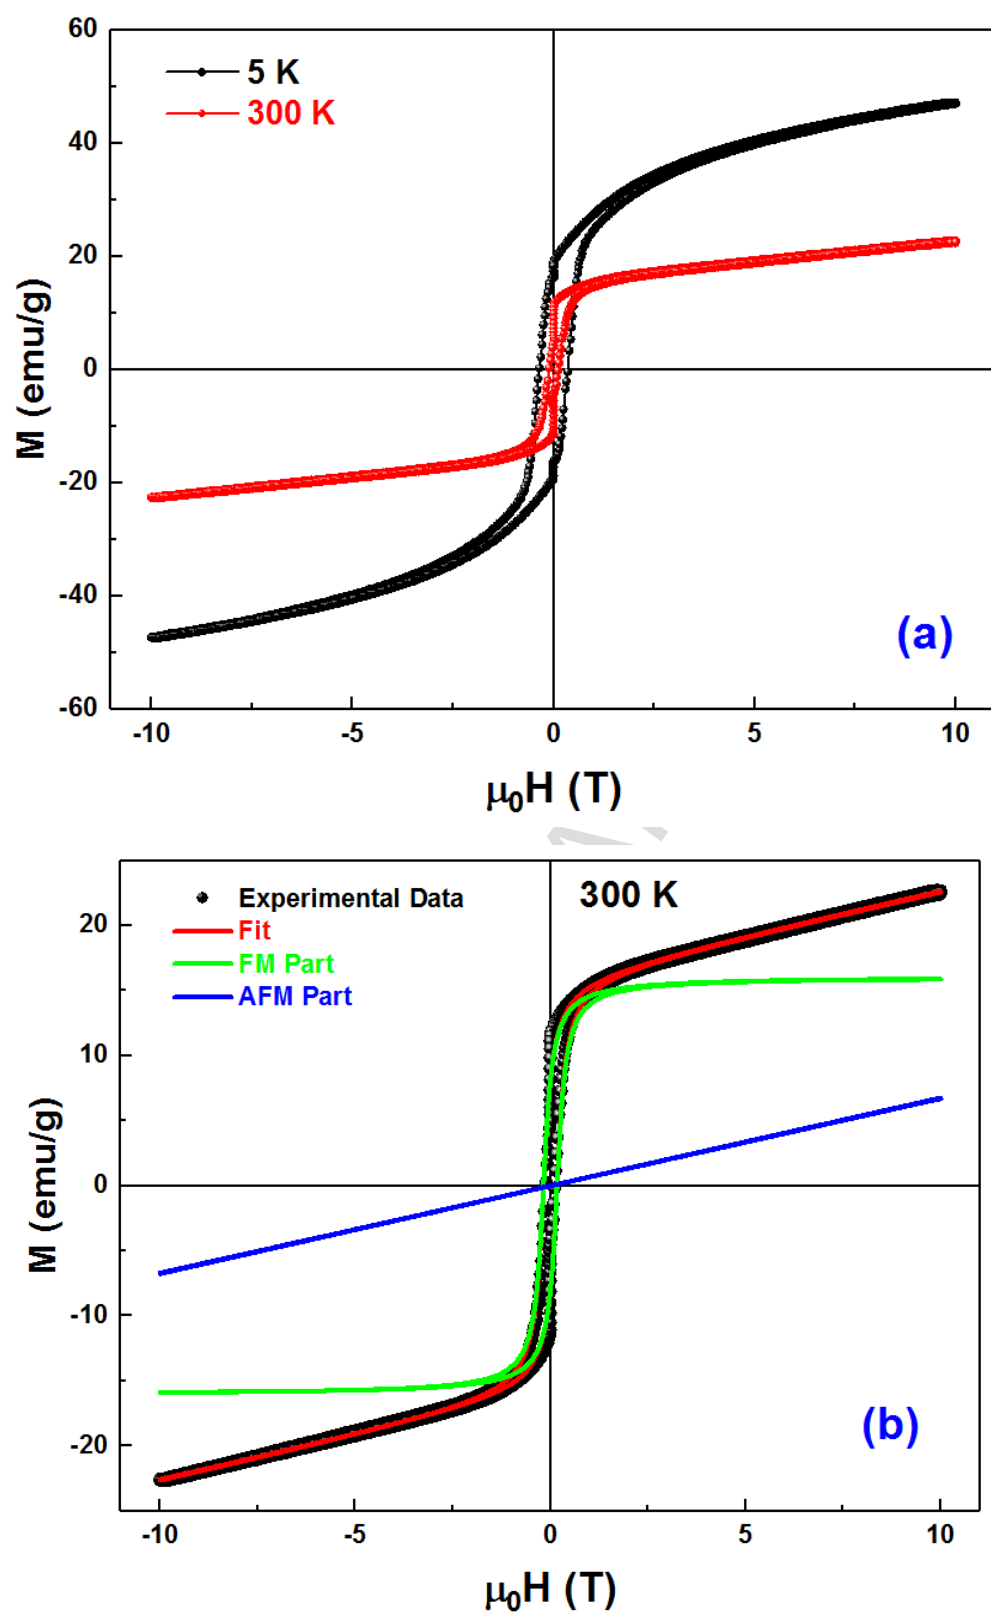 60
5 K
300 K
40
20
0
-20
-40
-60
M (emu/g)
(a)
-10 -5 0 5 10
μ0H (T)
Experimental Data
300 K
Fit
FM Part
AFM Part
20
10
0
-10
-20
M (emu/g)
(b)
-10 -5 0 5 10
μ0H (T)